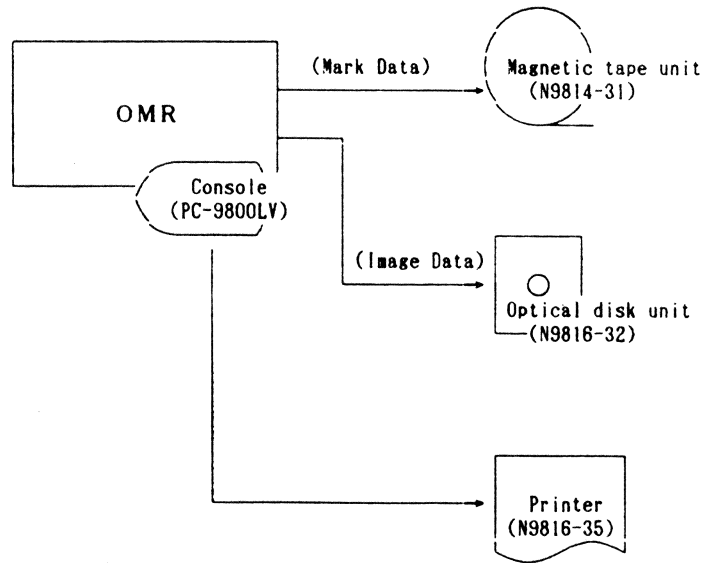 (Mark Data)
Magnetic tape unit
(N9814-31)
OMR
Console
(PC-9800LV)
(Image Data)
Optical disk unit
(N9816-32)
Printer
(N9816-35)